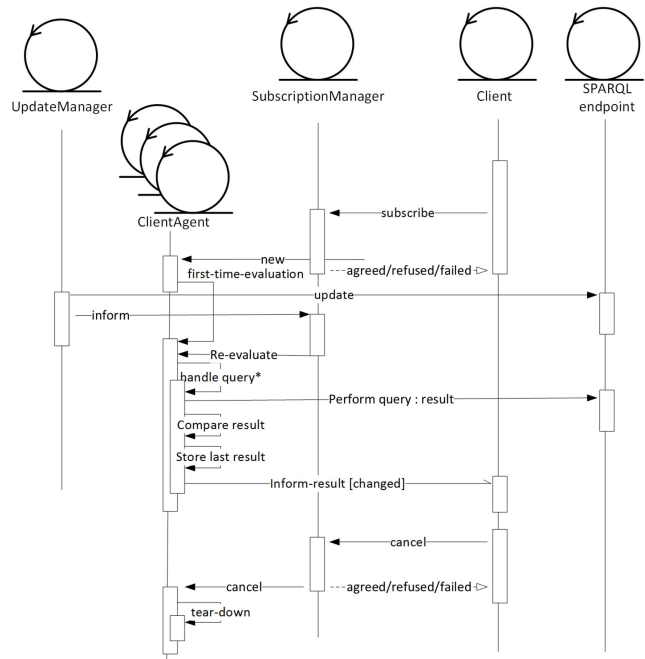 UpdateManager
SubscriptionManager
Client
SPARQL
endpoint
ClientAgent
subscribe
new
first-time-evaluation
agreed/refused/failed
update
inform
Re-evaluate
handle query*
Perform query : result
Compare result
Store last result
Inform-result [changed]
cancel
cancel
agreed/refused/failed
tear-down